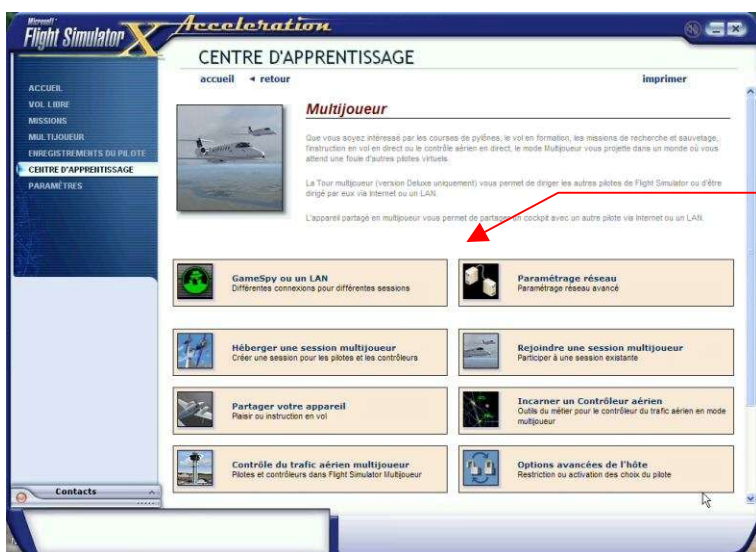 Microsoft
Flight Simulator X
Acceleration
CENTRE D'APPRENTISSAGE
accueil ◄ retour imprimer
ACCUEIL
VOL LIBRE
MISSIONS
MULTIJOUEUR
ENREGISTREMENTS DU PILOTE
CENTRE D'APPRENTISSAGE
PARAMÈTRES
Multijoueur
Que vous soyez intéressé par les courses de pylônes, le vol en formation, les missions de recherche et sauvetage,
l'instruction en vol en direct ou le contrôle aérien en direct, le mode Multijoueur vous projette dans un monde où vous
attend une foule d'autres pilotes virtuels.
La Tour multijoueur (version Deluxe uniquement) vous permet de diriger les autres pilotes de Flight Simulator ou d'être
dirigé par eux via Internet ou un LAN.
L'appareil partagé en multijoueur vous permet de partager un cockpit avec un autre pilote via Internet ou un LAN.
GameSpy ou un LAN
Différentes connexions pour différentes sessions
Paramétrage réseau
Paramétrage réseau avancé
Héberger une session multijoueur
Créer une session pour les pilotes et les contrôleurs
Rejoindre une session multijoueur
Participer à une session existante
Partager votre appareil
Plaisir ou instruction en vol
Incarner un Contrôleur aérien
Outils du métier pour le contrôleur du trafic aérien en mode
multijoueur
Contrôle du trafic aérien multijoueur
Pilotes et contrôleurs dans Flight Simulator Multijoueur
Options avancées de l'hôte
Restriction ou activation des choix du pilote
Contacts